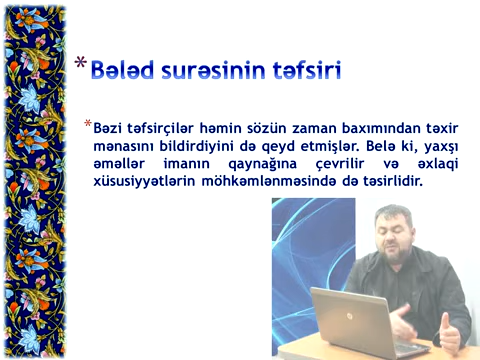 * Bələd surəsinin təfsiri
* Bəzi təfsirçilər həmin sözün zaman baxımından təxir
mənasını bildirdiyini də qeyd etmişlər. Belə ki, yaxşı
əməllər imanın qaynağına çevrilir və əxlaqi
xüsusiyyətlərin möhkəmlənməsində də təsirlidir.
hp